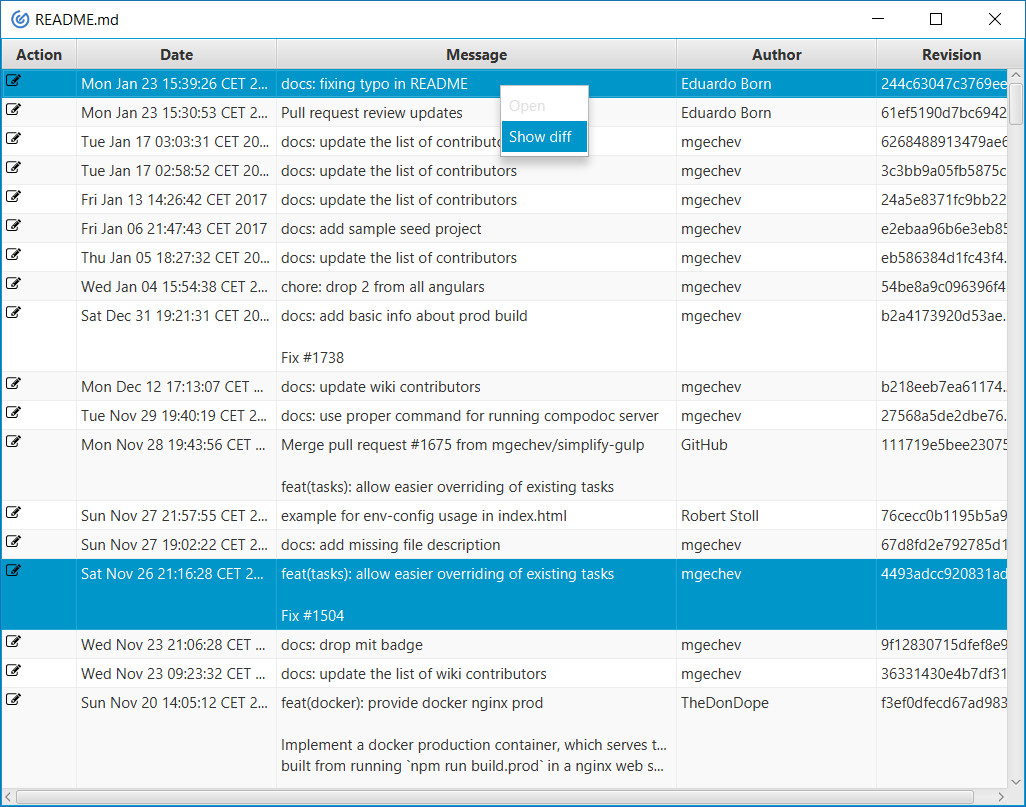 README.md
Action Date Message Author Revision
Mon Jan 23 15:39:26 CET 2... docs: fixing typo in README Eduardo Born 244c63047c3769ee
Open
Mon Jan 23 15:30:53 CET 2... Pull request review updates Eduardo Born 61ef5190d7bc6942
Show diff
Tue Jan 17 03:03:31 CET 20... docs: update the list of contributo mgechev 6268488913479ae6
Tue Jan 17 02:58:52 CET 20... docs: update the list of contributors mgechev 3c3bb9a05fb5875c
Fri Jan 13 14:26:42 CET 2017 docs: update the list of contributors mgechev 24a5e8371fc9bb22
Fri Jan 06 21:47:43 CET 2017 docs: add sample seed project mgechev e2ebaa96b6e3eb85
Thu Jan 05 18:27:32 CET 20... docs: update the list of contributors mgechev eb586384d1fc43f4.
Wed Jan 04 15:54:38 CET 2... chore: drop 2 from all angulars mgechev 54be8a9c096396f4
Sat Dec 31 19:21:31 CET 20... docs: add basic info about prod build mgechev b2a4173920d53ae.
Fix #1738
Mon Dec 12 17:13:07 CET ... docs: update wiki contributors mgechev b218eeb7ea61174.
Tue Nov 29 19:40:19 CET 2... docs: use proper command for running compodoc server mgechev 27568a5de2dbe76.
Mon Nov 28 19:43:56 CET ... Merge pull request #1675 from mgechev/simplify-gulp GitHub 111719e5bee23075
feat(tasks): allow easier overriding of existing tasks
Sun Nov 27 21:57:55 CET 2... example for env-config usage in index.html Robert Stoll 76cecc0b1195b5a9
Sun Nov 27 19:02:22 CET 2... docs: add missing file description mgechev 67d8fd2e792785d1
Sat Nov 26 21:16:28 CET 2... feat(tasks): allow easier overriding of existing tasks mgechev 4493adcc920831ad
Fix #1504
Wed Nov 23 21:06:28 CET ... docs: drop mit badge mgechev 9f12830715dfef8e9
Wed Nov 23 09:23:32 CET ... docs: update the list of wiki contributors mgechev 36331430e4b7df31
Sun Nov 20 14:05:12 CET 2... feat(docker): provide docker nginx prod TheDonDope f3ef0dfecd67ad983
Implement a docker production container, which serves t...
built from running `npm run build.prod` in a nginx web s...